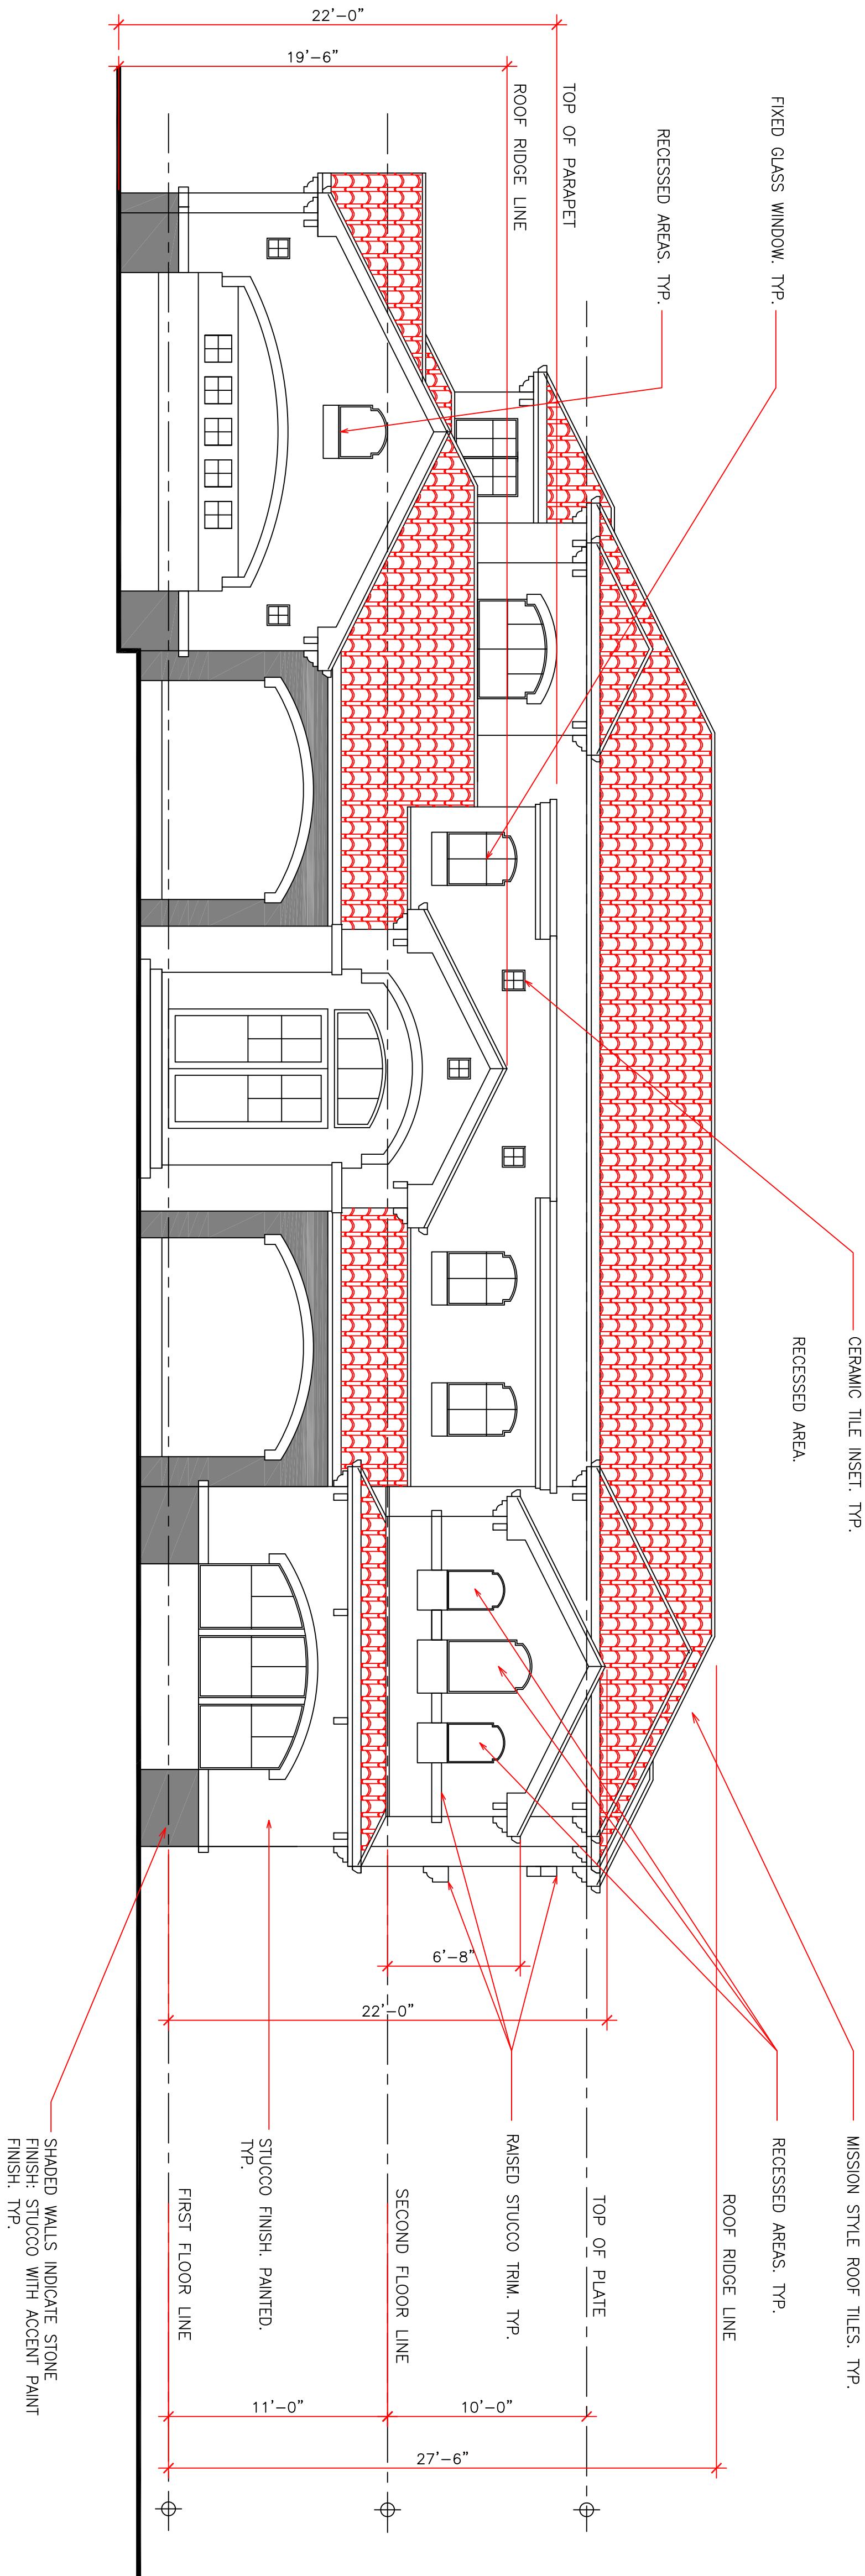 22'-0"
19'-6"
TOP OF PARAPET
ROOF RIDGE LINE
FIXED GLASS WINDOW. TYP.
RECESSED AREAS. TYP.
CERAMIC TILE INSET. TYP.
RECESSED AREA.
MISSION STYLE ROOF TILES. TYP.
RECESSED AREAS. TYP.
ROOF RIDGE LINE
TOP OF PLATE
RAISED STUCCO TRIM. TYP.
SECOND FLOOR LINE
STUCCO FINISH. PAINTED.
TYP.
FIRST FLOOR LINE
SHADED WALLS INDICATE STONE
FINISH: STUCCO WITH ACCENT PAINT
FINISH. TYP.
6'-8"
22'-0"
11'-0"
10'-0"
27'-6"